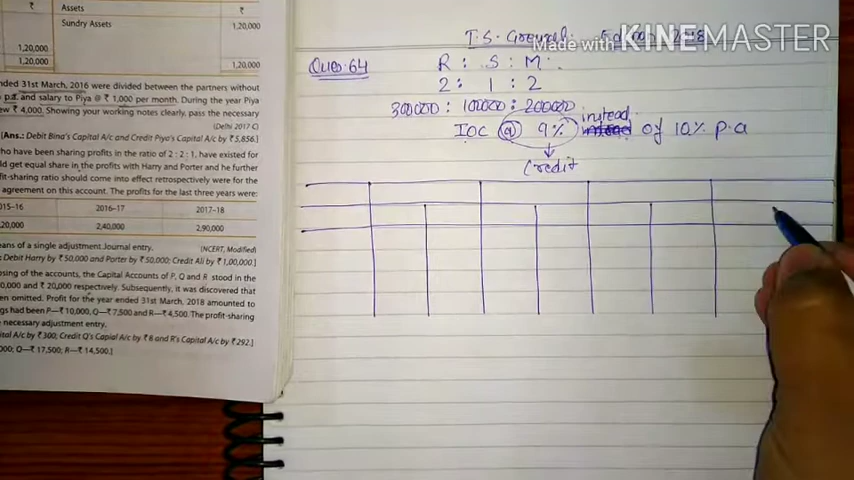 ₹ Assets ₹
Sundry Assets 1,20,000
1,20,000
1,20,000 1,20,000
nded 31st March, 2016 were divided between the partners without
p.a. and salary to Piya @ ₹ 1,000 per month. During the year Piya
ew ₹ 4,000. Showing your working notes clearly, pass the necessary
(Delhi 2017 C)
[Ans.: Debit Bina's Capital A/c and Credit Piya's Capital A/c by ₹ 5,856.]
ho have been sharing profits in the ratio of 2 : 2 : 1, have existed for
ld get equal share in the profits with Harry and Porter and he further
fit-sharing ratio should come into effect retrospectively were for the
agreement on this account. The profits for the last three years were:
015-16 2016-17 2017-18
20,000 2,40,000 2,90,000
eans of a single adjustment Journal entry.
(NCERT, Modified)
: Debit Harry by ₹ 50,000 and Porter by ₹ 50,000; Credit Ali by ₹ 1,00,000.]
osing of the accounts, the Capital Accounts of P, Q and R stood in the
0,000 and ₹ 20,000 respectively. Subsequently, it was discovered that
en omitted. Profit for the year ended 31st March, 2018 amounted to
ngs had been P—₹ 10,000, Q—₹ 7,500 and R—₹ 4,500. The profit-sharing
necessary adjustment entry.
ital A/c by ₹ 300; Credit Q's Capial A/c by ₹ 8 and R's Capital A/c by ₹ 292.]
00; Q—₹ 17,500; R—₹ 14,500.]
T.S. Grewal
Made with KINEMASTER
Ques. 64 R : S : M
2 : 1 : 2
300000 : 100000 : 200000
IOC @ 9% instead of 10% p.a
Credit